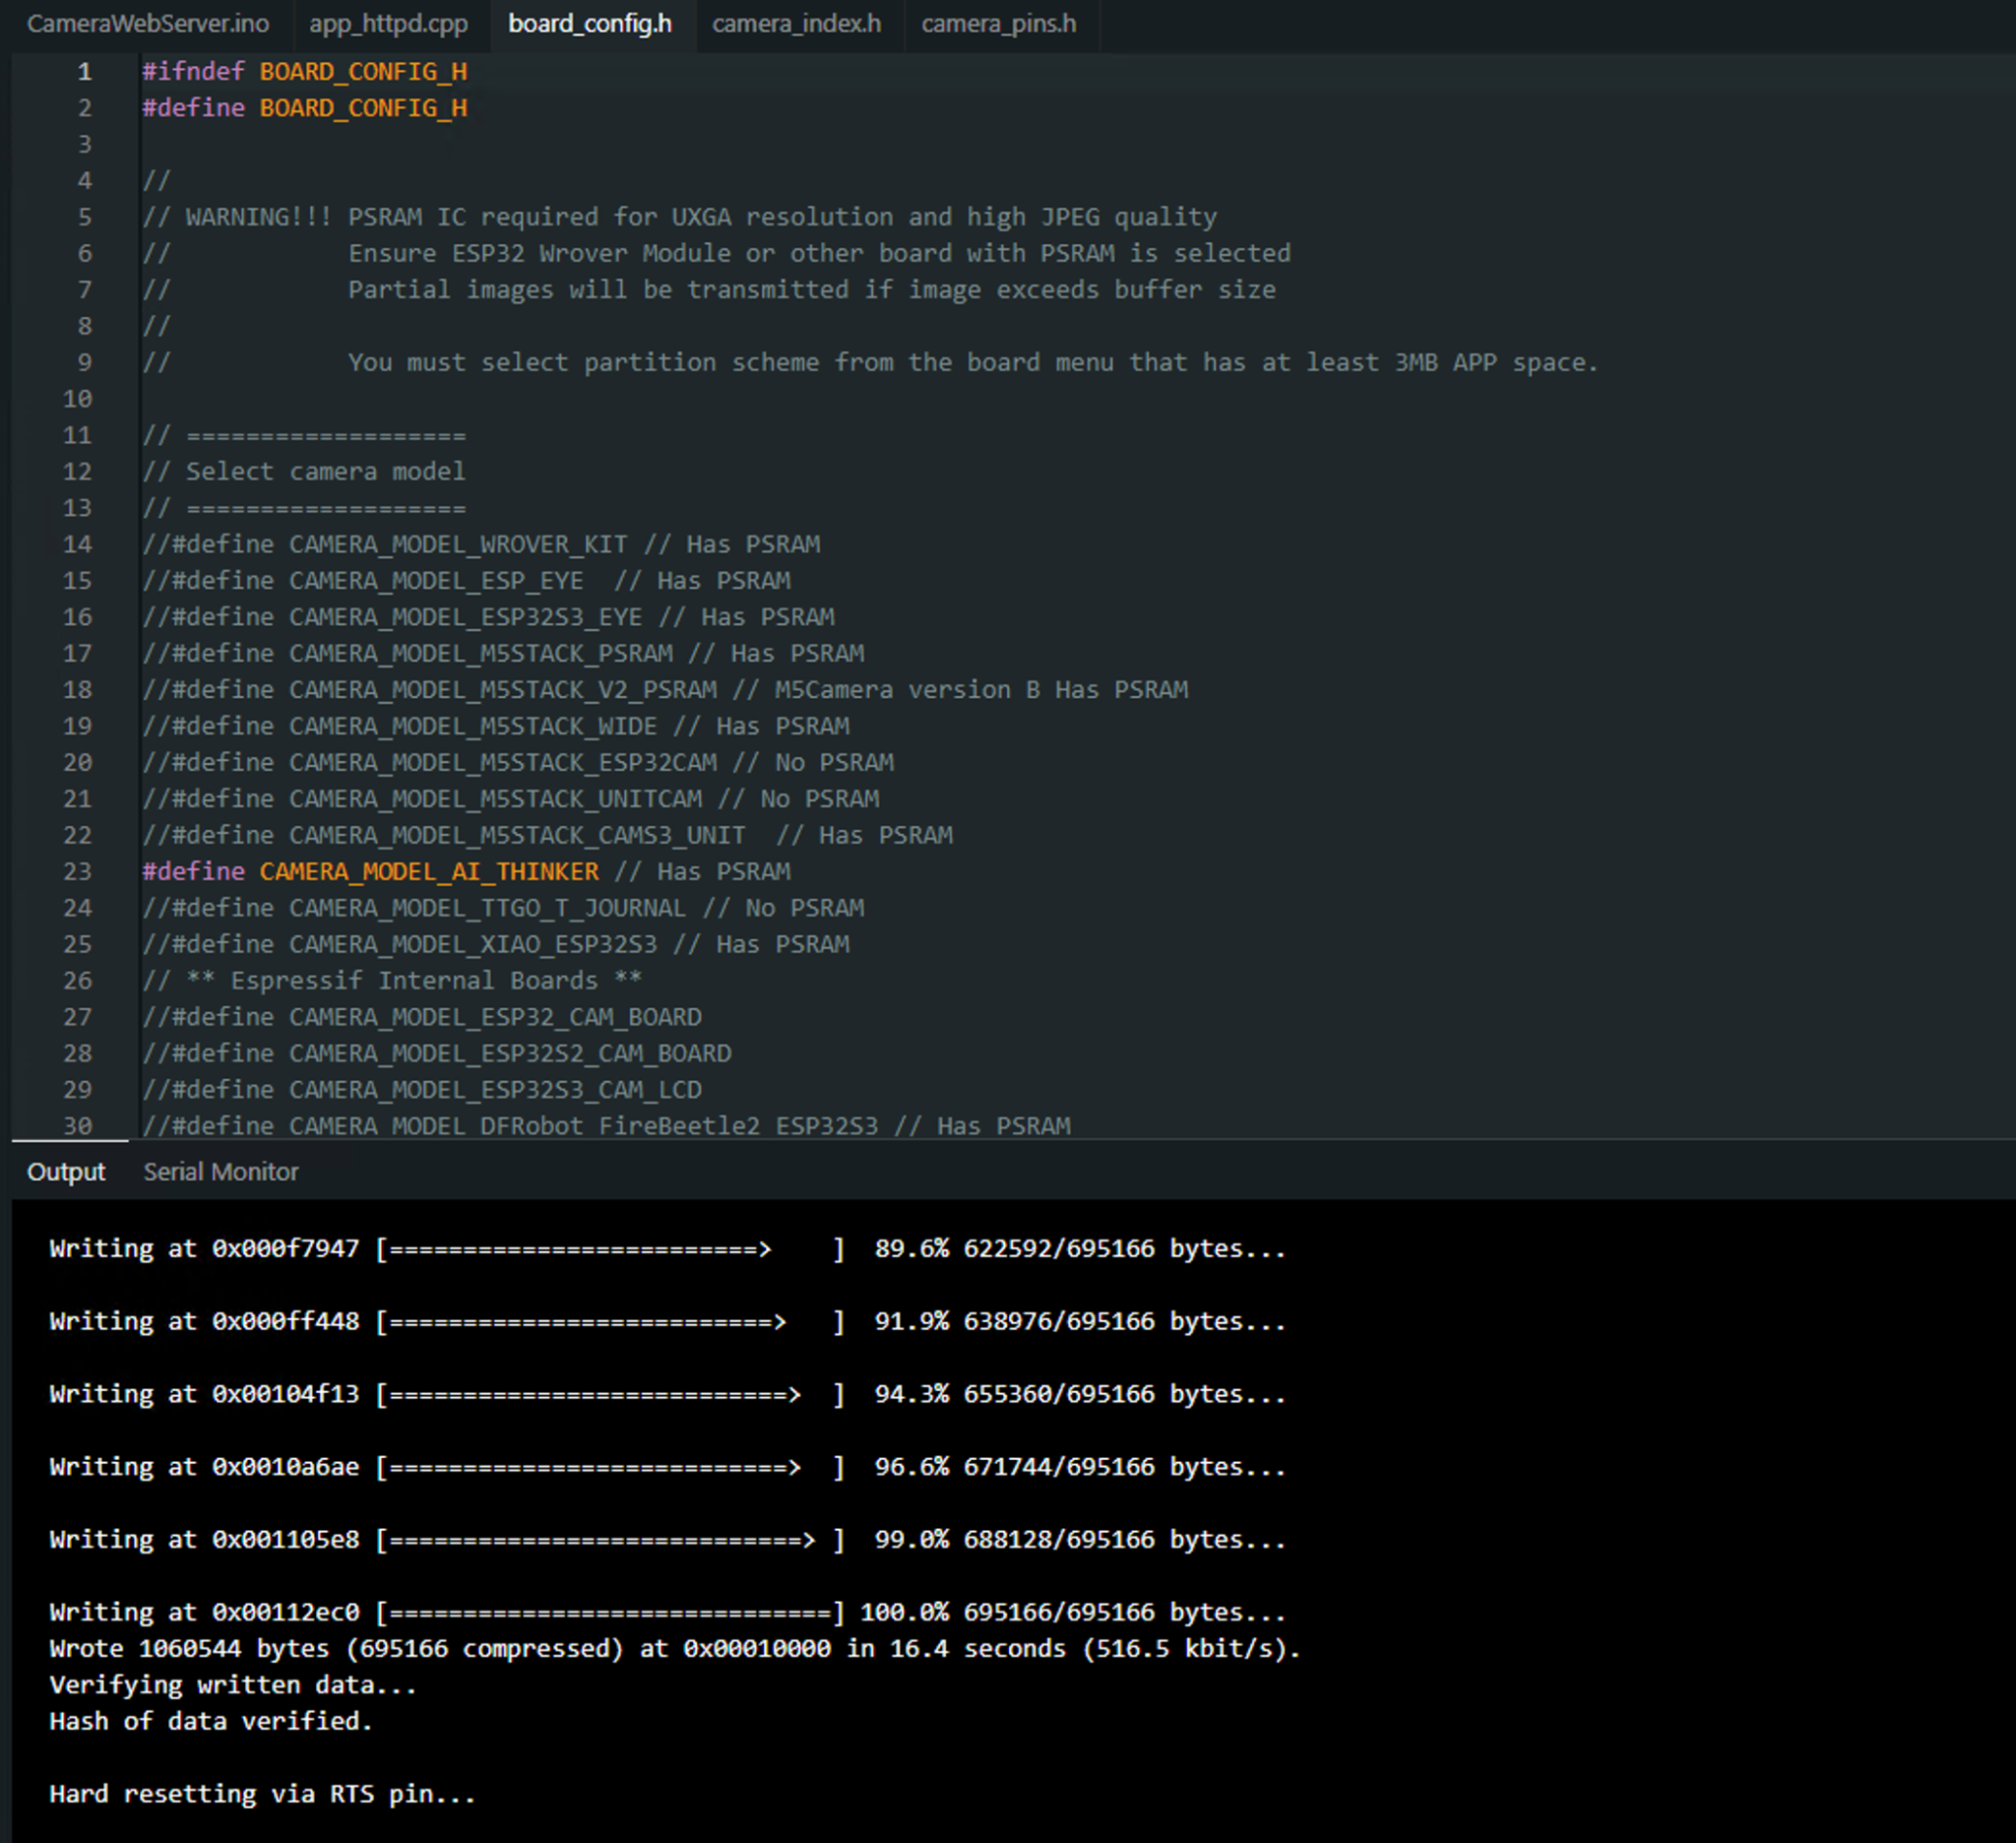 CameraWebServer.ino app_httpd.cpp board_config.h camera_index.h camera_pins.h
1 #ifndef BOARD_CONFIG_H
2 #define BOARD_CONFIG_H
3
4 //
5 // WARNING!!! PSRAM IC required for UXGA resolution and high JPEG quality
6 //            Ensure ESP32 Wrover Module or other board with PSRAM is selected
7 //            Partial images will be transmitted if image exceeds buffer size
8 //
9 //            You must select partition scheme from the board menu that has at least 3MB APP space.
10
11 // ===================
12 // Select camera model
13 // ===================
14 //#define CAMERA_MODEL_WROVER_KIT // Has PSRAM
15 //#define CAMERA_MODEL_ESP_EYE  // Has PSRAM
16 //#define CAMERA_MODEL_ESP32S3_EYE // Has PSRAM
17 //#define CAMERA_MODEL_M5STACK_PSRAM // Has PSRAM
18 //#define CAMERA_MODEL_M5STACK_V2_PSRAM // M5Camera version B Has PSRAM
19 //#define CAMERA_MODEL_M5STACK_WIDE // Has PSRAM
20 //#define CAMERA_MODEL_M5STACK_ESP32CAM // No PSRAM
21 //#define CAMERA_MODEL_M5STACK_UNITCAM // No PSRAM
22 //#define CAMERA_MODEL_M5STACK_CAMS3_UNIT  // Has PSRAM
23 #define CAMERA_MODEL_AI_THINKER // Has PSRAM
24 //#define CAMERA_MODEL_TTGO_T_JOURNAL // No PSRAM
25 //#define CAMERA_MODEL_XIAO_ESP32S3 // Has PSRAM
26 // ** Espressif Internal Boards **
27 //#define CAMERA_MODEL_ESP32_CAM_BOARD
28 //#define CAMERA_MODEL_ESP32S2_CAM_BOARD
29 //#define CAMERA_MODEL_ESP32S3_CAM_LCD
30 //#define CAMERA_MODEL_DFRobot_FireBeetle2_ESP32S3 // Has PSRAM
Output Serial Monitor
Writing at 0x000f7947 [=========================>    ]  89.6% 622592/695166 bytes...
Writing at 0x000ff448 [==========================>   ]  91.9% 638976/695166 bytes...
Writing at 0x00104f13 [===========================>  ]  94.3% 655360/695166 bytes...
Writing at 0x0010a6ae [===========================>  ]  96.6% 671744/695166 bytes...
Writing at 0x001105e8 [============================> ]  99.0% 688128/695166 bytes...
Writing at 0x00112ec0 [==============================] 100.0% 695166/695166 bytes...
Wrote 1060544 bytes (695166 compressed) at 0x00010000 in 16.4 seconds (516.5 kbit/s).
Verifying written data...
Hash of data verified.
Hard resetting via RTS pin...